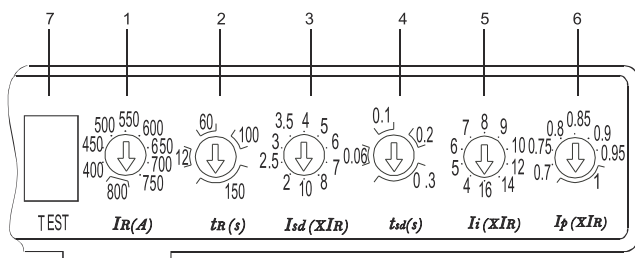 7 1 2 3 4 5 6
400 450 500 550 600 650 700 750 800
12 60 100 150
2 2.5 3 3.5 4 5 6 7 8 10
0.06 0.1 0.2 0.3
4 5 6 7 8 9 10 12 14 16
0.7 0.75 0.8 0.85 0.9 0.95 1
TEST IR(A) tR(s) Isd(XIR) tsd(s) Ii(XIR) Ip(XIR)